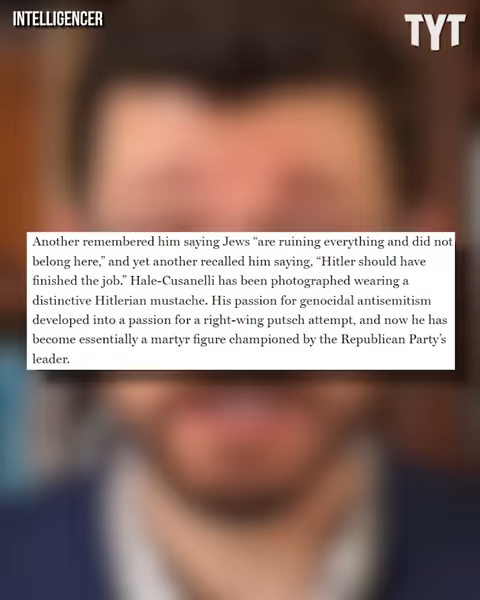 INTELLIGENCER
TYT
Another remembered him saying Jews “are ruining everything and did not
belong here,” and yet another recalled him saying, “Hitler should have
finished the job.” Hale-Cusanelli has been photographed wearing a
distinctive Hitlerian mustache. His passion for genocidal antisemitism
developed into a passion for a right-wing putsch attempt, and now he has
become essentially a martyr figure championed by the Republican Party’s
leader.